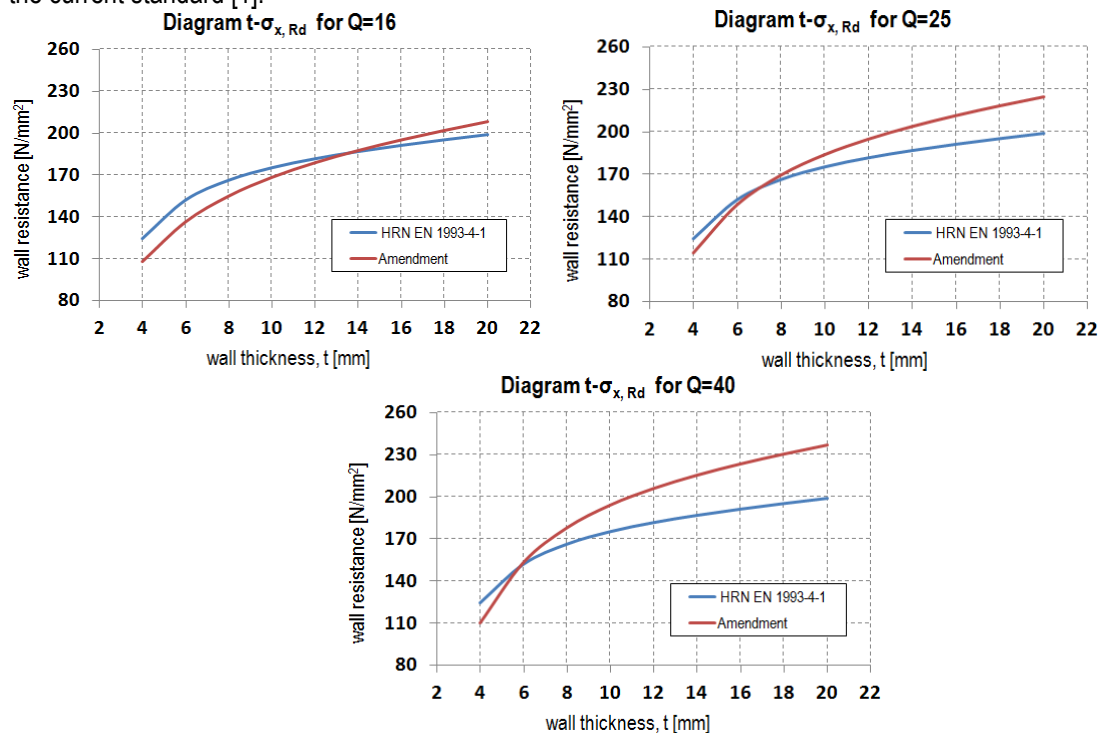 the current standard [4].
Diagram t-σx, Rd for Q=16
260
230
200
170
140
110
80
2 4 6 8 10 12 14 16 18 20 22
wall resistance [N/mm²]
wall thickness, t [mm]
HRN EN 1993-4-1
Amendment
Diagram t-σx, Rd for Q=25
260
230
200
170
140
110
80
2 4 6 8 10 12 14 16 18 20 22
wall resistance [N/mm²]
wall thickness, t [mm]
HRN EN 1993-4-1
Amendment
Diagram t-σx, Rd for Q=40
260
230
200
170
140
110
80
2 4 6 8 10 12 14 16 18 20 22
wall resistance [N/mm²]
wall thickness, t [mm]
HRN EN 1993-4-1
Amendment